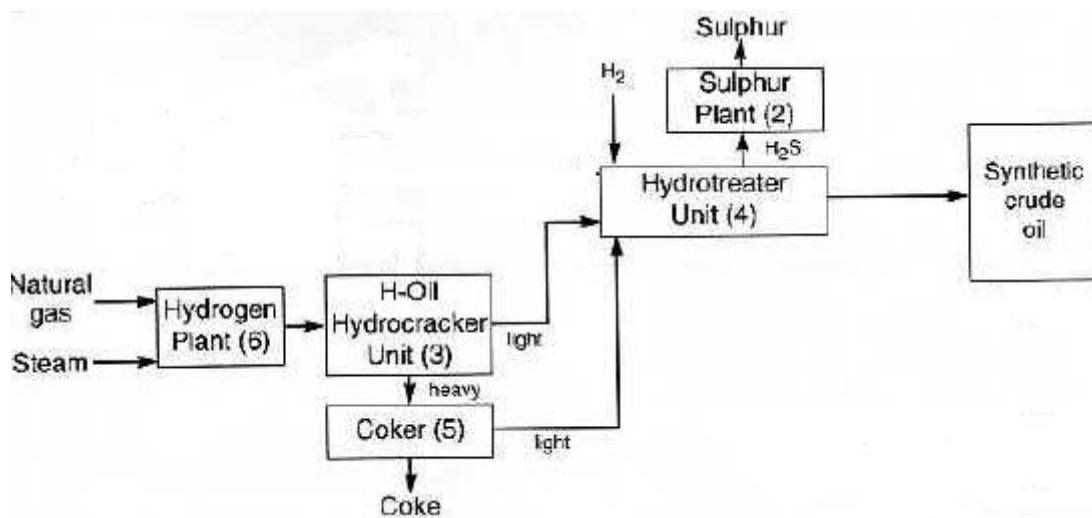 Sulphur
H₂
Sulphur
Plant (2)
H₂S
Hydrotreater
Unit (4)
Synthetic
crude
oil
Natural
gas
Steam
Hydrogen
Plant (6)
H-Oil
Hydrocracker
Unit (3)
light
heavy
Coker (5)
light
Coke